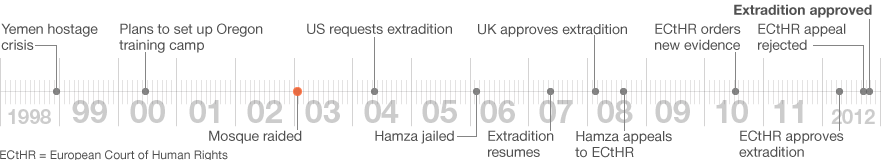 Extradition approved
Yemen hostage
crisis
Plans to set up Oregon
training camp
US requests extradition
UK approves extradition
ECtHR orders
new evidence
ECtHR appeal
rejected
1998 99 00 01 02 03 04 05 06 07 08 09 10 11 2012
Mosque raided
Hamza jailed
Extradition
resumes
Hamza appeals
to ECtHR
ECtHR approves
extradition
ECtHR = European Court of Human Rights